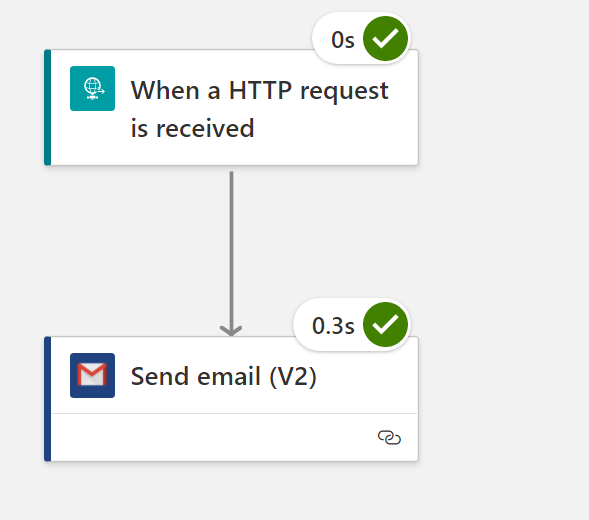 0s
When a HTTP request
is received
0.3s
Send email (V2)